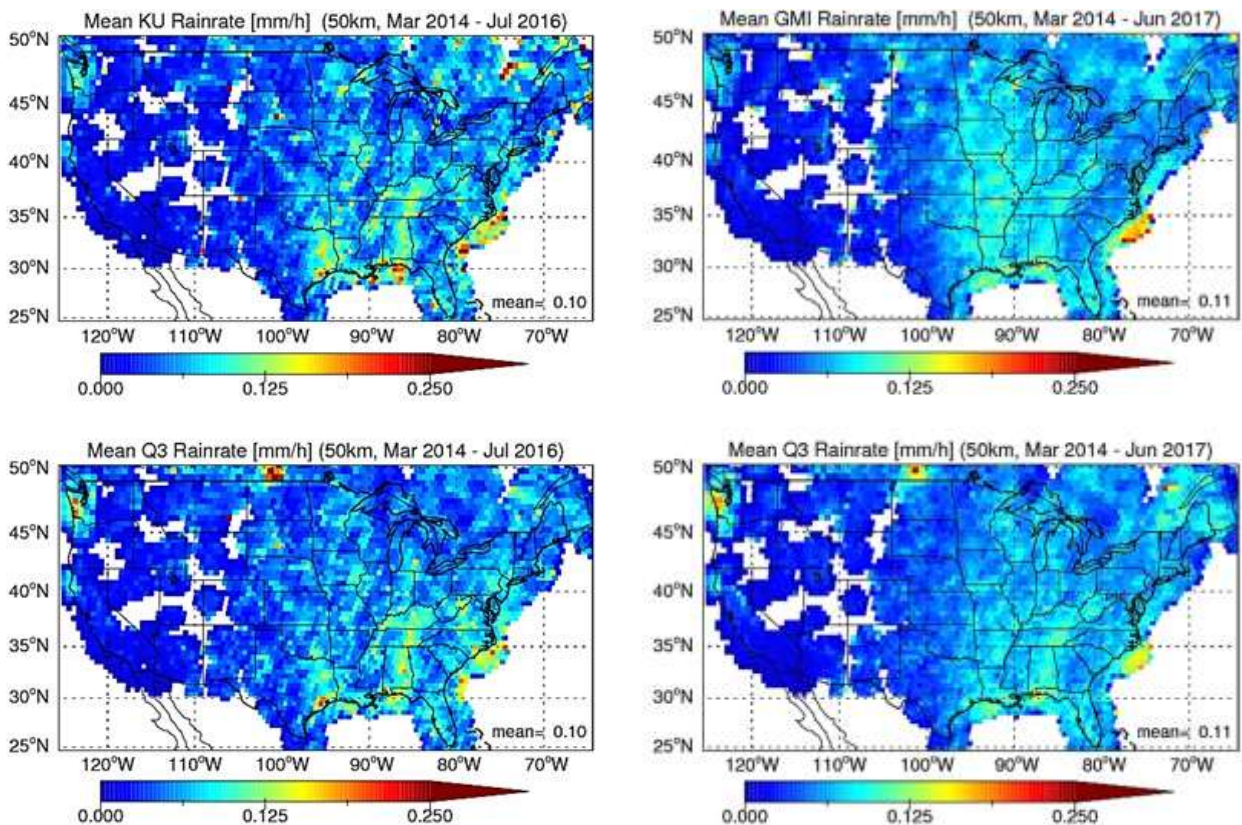 Mean KU Rainrate [mm/h] (50km, Mar 2014 - Jul 2016)
50°N
45°N
40°N
35°N
30°N
25°N
mean=( 0.10
120°W 110°W 100°W 90°W 80°W 70°W
0.000 0.125 0.250
Mean GMI Rainrate [mm/h] (50km, Mar 2014 - Jun 2017)
50°N
45°N
40°N
35°N
30°N
25°N
mean=( 0.11
120°W 110°W 100°W 90°W 80°W 70°W
0.000 0.125 0.250
Mean Q3 Rainrate [mm/h] (50km, Mar 2014 - Jul 2016)
50°N
45°N
40°N
35°N
30°N
25°N
mean=( 0.10
120°W 110°W 100°W 90°W 80°W 70°W
0.000 0.125 0.250
Mean Q3 Rainrate [mm/h] (50km, Mar 2014 - Jun 2017)
50°N
45°N
40°N
35°N
30°N
25°N
mean=( 0.11
120°W 110°W 100°W 90°W 80°W 70°W
0.000 0.125 0.250